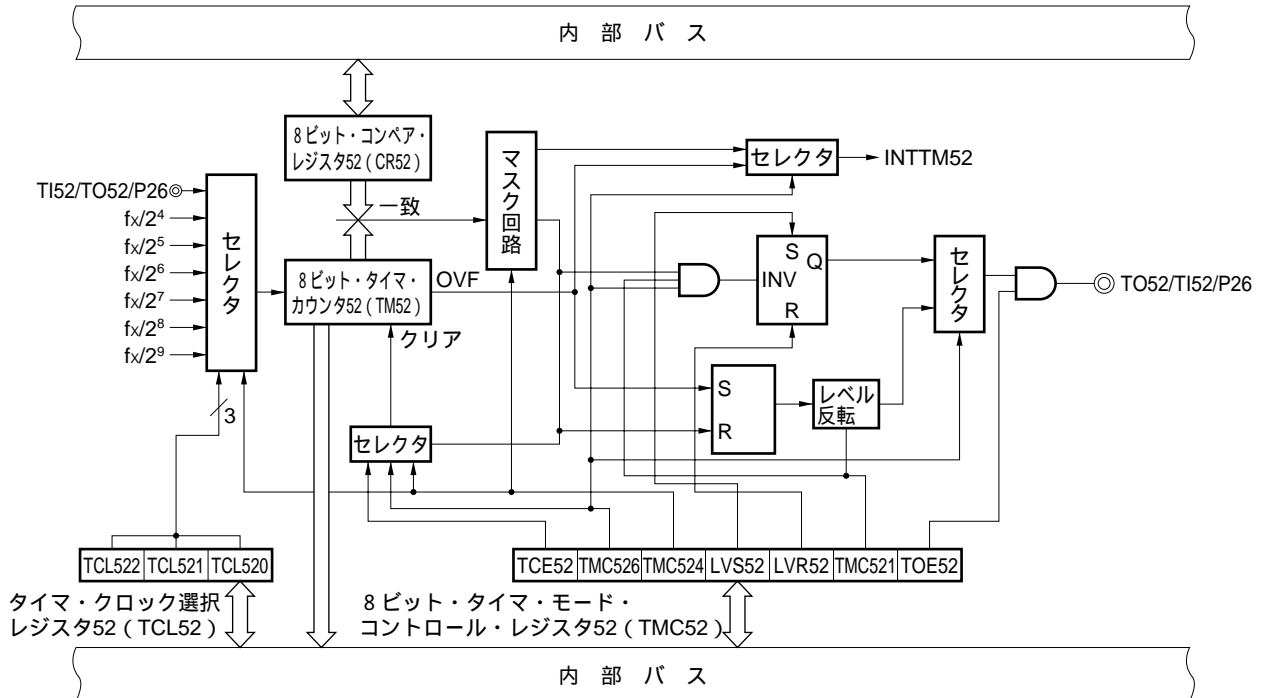 内 部 バ ス
8ビット・コンペア・
レジスタ52（CR52）
マスク回路
セレクタ
INTTM52
TI52/TO52/P26
fx/2⁴
fx/2⁵
fx/2⁶
fx/2⁷
fx/2⁸
fx/2⁹
セレクタ
一致
8ビット・タイマ・
カウンタ52（TM52）
OVF
クリア
S
Q
INV
R
セレクタ
TO52/TI52/P26
3
セレクタ
S
R
レベル
反転
TCL522 TCL521 TCL520
TCE52 TMC526 TMC524 LVS52 LVR52 TMC521 TOE52
タイマ・クロック選択
レジスタ52（TCL52）
8ビット・タイマ・モード・
コントロール・レジスタ52（TMC52）
内 部 バ ス